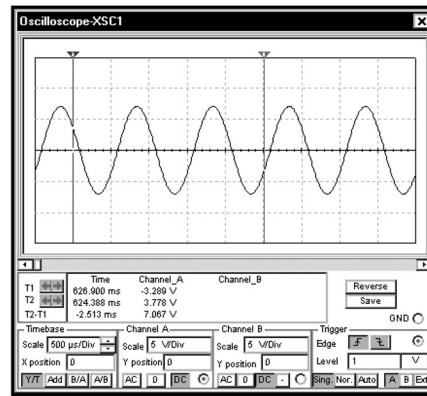 Oscilloscope-XSC1 X
1 2
Time Channel_A Channel_B
T1 626.900 ms -3.289 V
T2 624.388 ms 3.778 V
T2-T1 -2.513 ms 7.067 V
Reverse
Save
GND
Timebase Channel A Channel B Trigger
Scale 500 µs/Div Scale 5 V/Div Scale 5 V/Div Edge
X position 0 Y position 0 Y position 0 Level 1 V
Y/T Add B/A A/B AC 0 DC AC 0 DC - Sing. Nor. Auto A B Ext